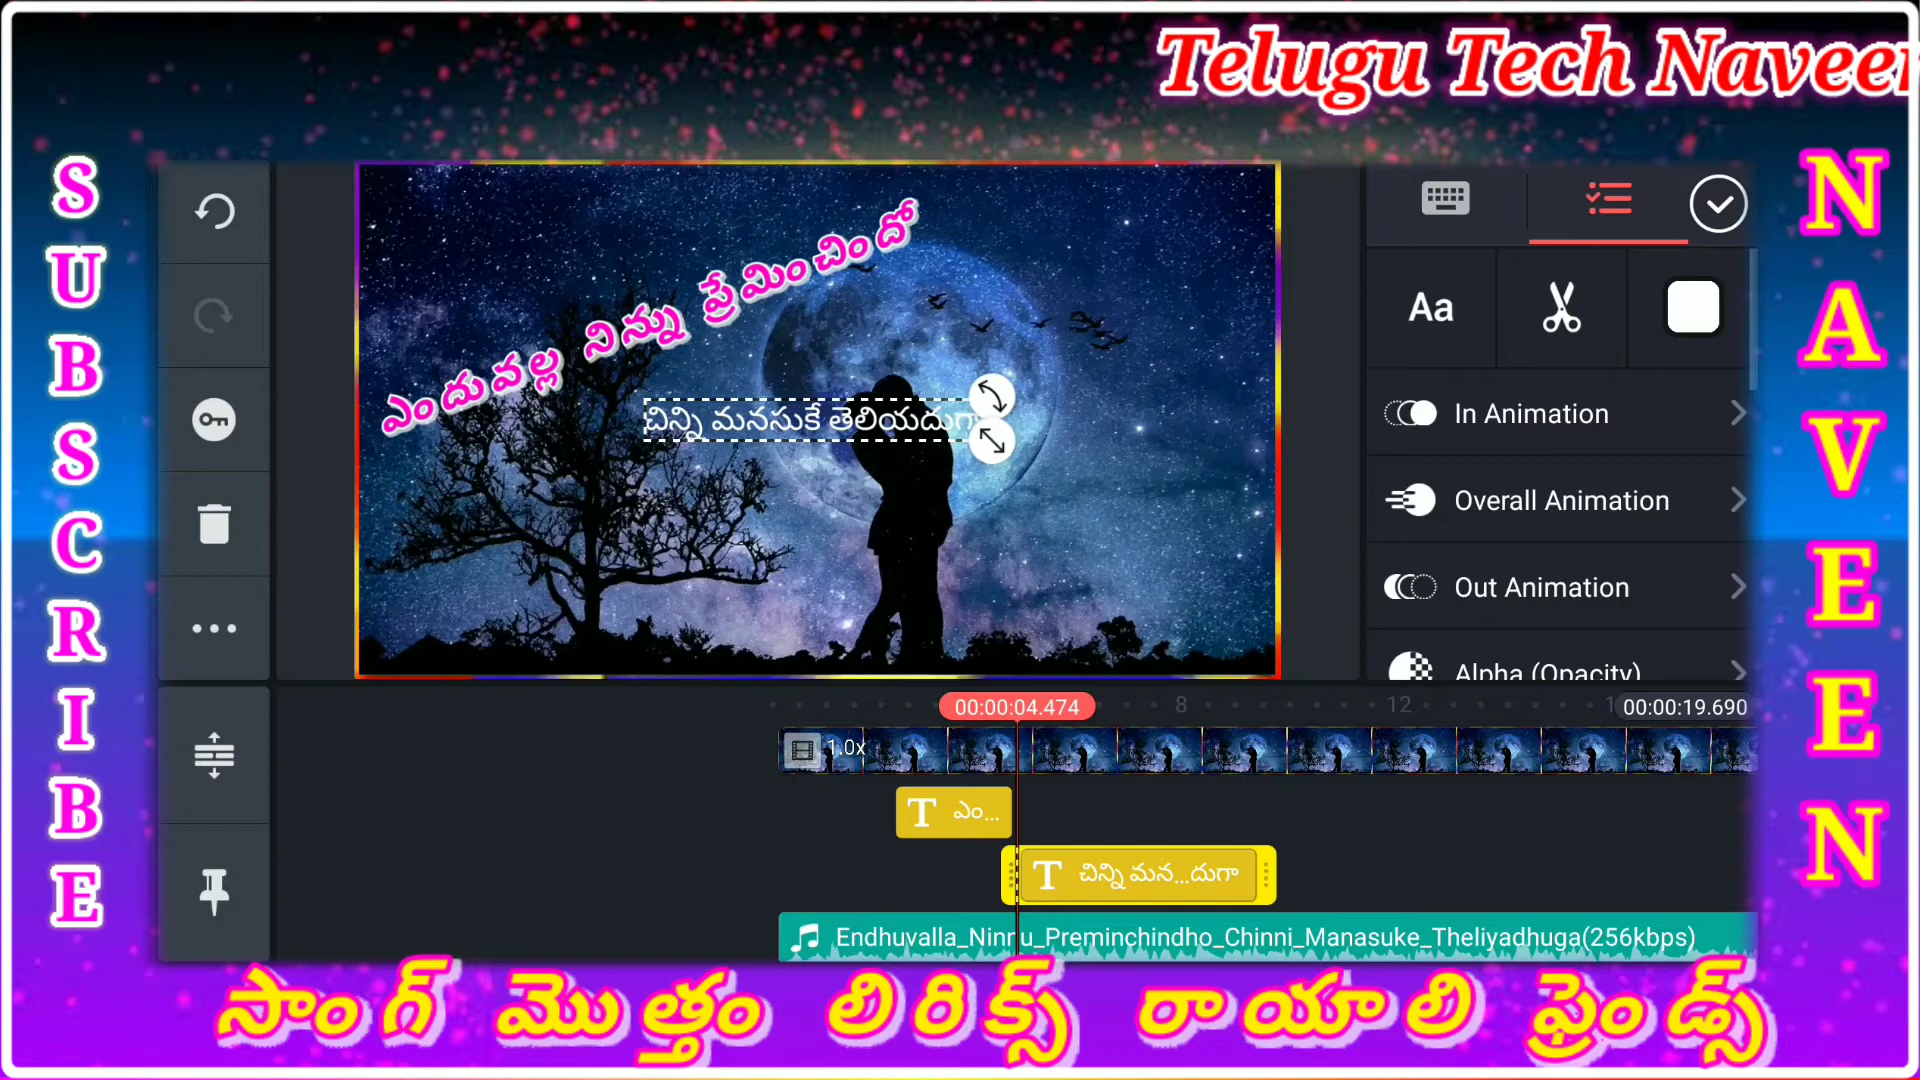 Telugu Tech Naveen
SUBSCRIBE
NAVEEN
ఎందువల్ల నిన్ను ప్రేమించిందో
చిన్ని మనసుకే తెలియదుగా
Aa
In Animation
Overall Animation
Out Animation
Alpha (Opacity)
00:00:04.474
8
12
00:00:19.690
1.0x
T ఎం...
T చిన్ని మన...దుగా
Endhuvalla_Ninnu_Preminchindho_Chinni_Manasuke_Theliyadhuga(256kbps)
సాంగ్ మొత్తం లిరిక్స్ రాయాలి ఫ్రెండ్స్